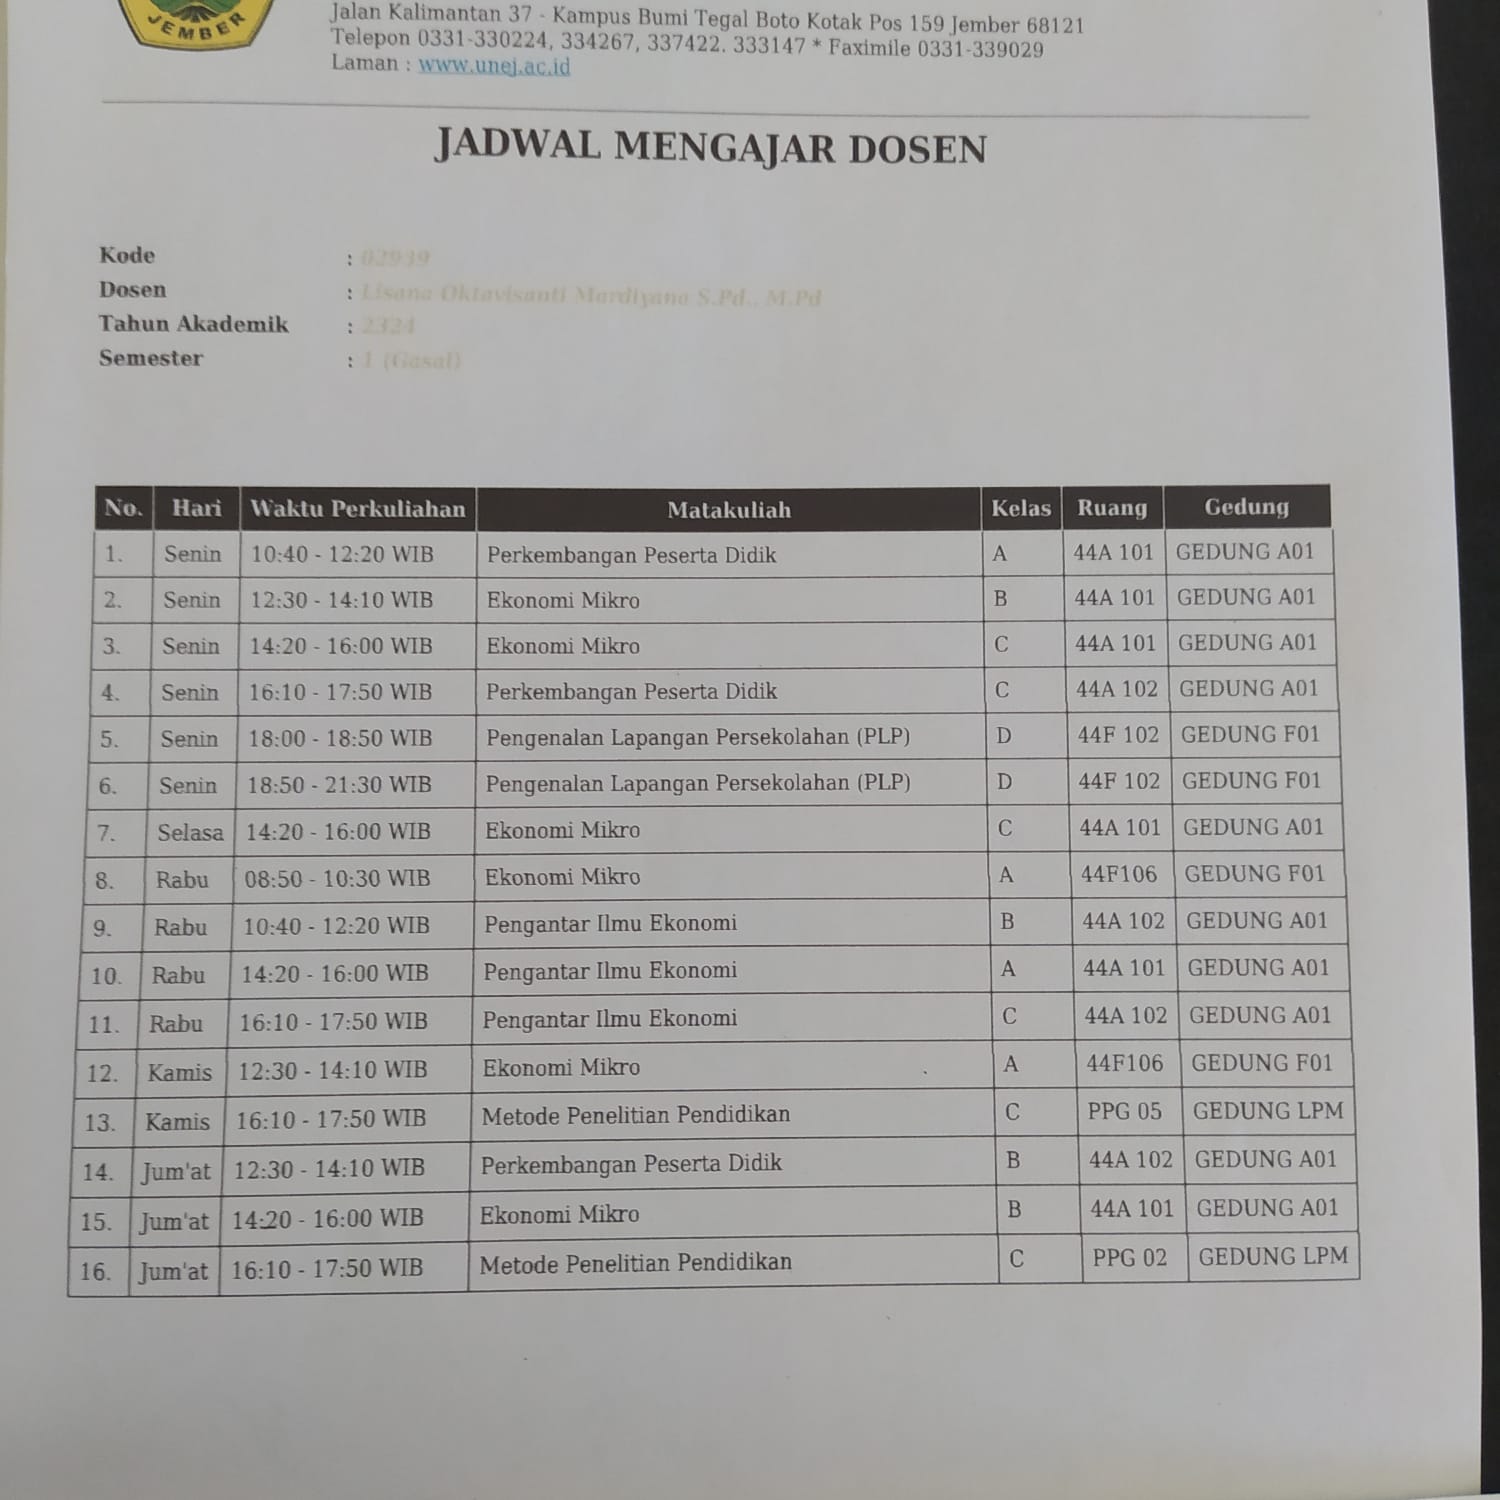 JEMBER
Jalan Kalimantan 37 - Kampus Bumi Tegal Boto Kotak Pos 159 Jember 68121
Telepon 0331-330224, 334267, 337422. 333147 * Faximile 0331-339029
Laman : www.unej.ac.id
JADWAL MENGAJAR DOSEN
Kode : 02939
Dosen : Lisana Oktavisanti Mardiyana S.Pd., M.Pd
Tahun Akademik : 2324
Semester : 1 (Gasal)
No. Hari Waktu Perkuliahan Matakuliah Kelas Ruang Gedung
1. Senin 10:40 - 12:20 WIB Perkembangan Peserta Didik A 44A 101 GEDUNG A01
2. Senin 12:30 - 14:10 WIB Ekonomi Mikro B 44A 101 GEDUNG A01
3. Senin 14:20 - 16:00 WIB Ekonomi Mikro C 44A 101 GEDUNG A01
4. Senin 16:10 - 17:50 WIB Perkembangan Peserta Didik C 44A 102 GEDUNG A01
5. Senin 18:00 - 18:50 WIB Pengenalan Lapangan Persekolahan (PLP) D 44F 102 GEDUNG F01
6. Senin 18:50 - 21:30 WIB Pengenalan Lapangan Persekolahan (PLP) D 44F 102 GEDUNG F01
7. Selasa 14:20 - 16:00 WIB Ekonomi Mikro C 44A 101 GEDUNG A01
8. Rabu 08:50 - 10:30 WIB Ekonomi Mikro A 44F106 GEDUNG F01
9. Rabu 10:40 - 12:20 WIB Pengantar Ilmu Ekonomi B 44A 102 GEDUNG A01
10. Rabu 14:20 - 16:00 WIB Pengantar Ilmu Ekonomi A 44A 101 GEDUNG A01
11. Rabu 16:10 - 17:50 WIB Pengantar Ilmu Ekonomi C 44A 102 GEDUNG A01
12. Kamis 12:30 - 14:10 WIB Ekonomi Mikro A 44F106 GEDUNG F01
13. Kamis 16:10 - 17:50 WIB Metode Penelitian Pendidikan C PPG 05 GEDUNG LPM
14. Jum'at 12:30 - 14:10 WIB Perkembangan Peserta Didik B 44A 102 GEDUNG A01
15. Jum'at 14:20 - 16:00 WIB Ekonomi Mikro B 44A 101 GEDUNG A01
16. Jum'at 16:10 - 17:50 WIB Metode Penelitian Pendidikan C PPG 02 GEDUNG LPM